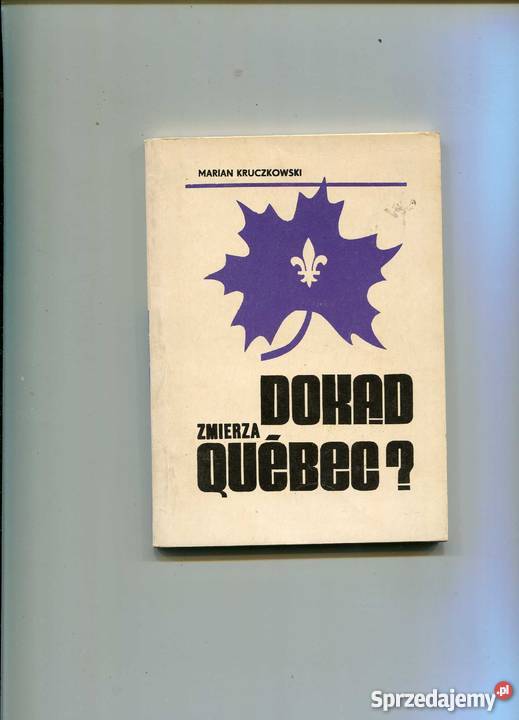 MARIAN KRUCZKOWSKI
DOKĄD
ZMIERZA
QUÉBEC?
Sprzedajemy.pl